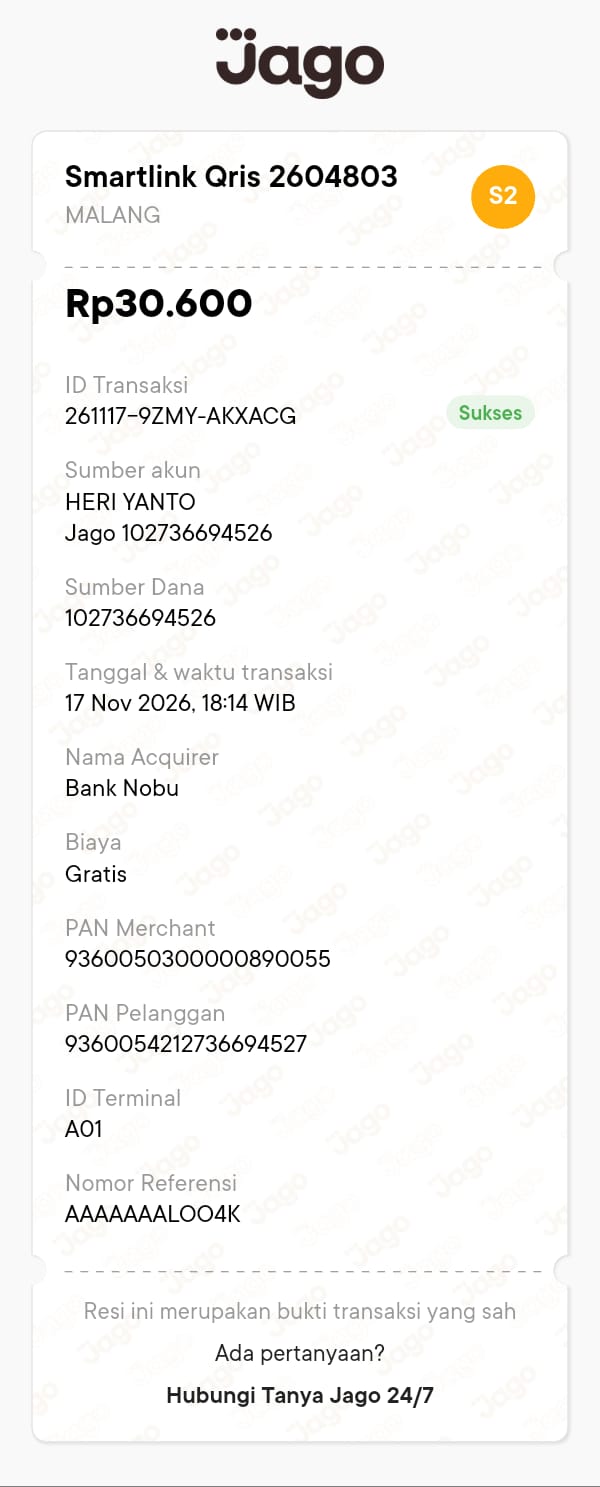 Jago
Smartlink Qris 2604803
MALANG
S2
Rp30.600
ID Transaksi
261117-9ZMY-AKXACG
Sukses
Sumber akun
HERI YANTO
Jago 102736694526
Sumber Dana
102736694526
Tanggal & waktu transaksi
17 Nov 2026, 18:14 WIB
Nama Acquirer
Bank Nobu
Biaya
Gratis
PAN Merchant
9360050300000890055
PAN Pelanggan
9360054212736694527
ID Terminal
A01
Nomor Referensi
AAAAAAALOO4K
Resi ini merupakan bukti transaksi yang sah
Ada pertanyaan?
Hubungi Tanya Jago 24/7